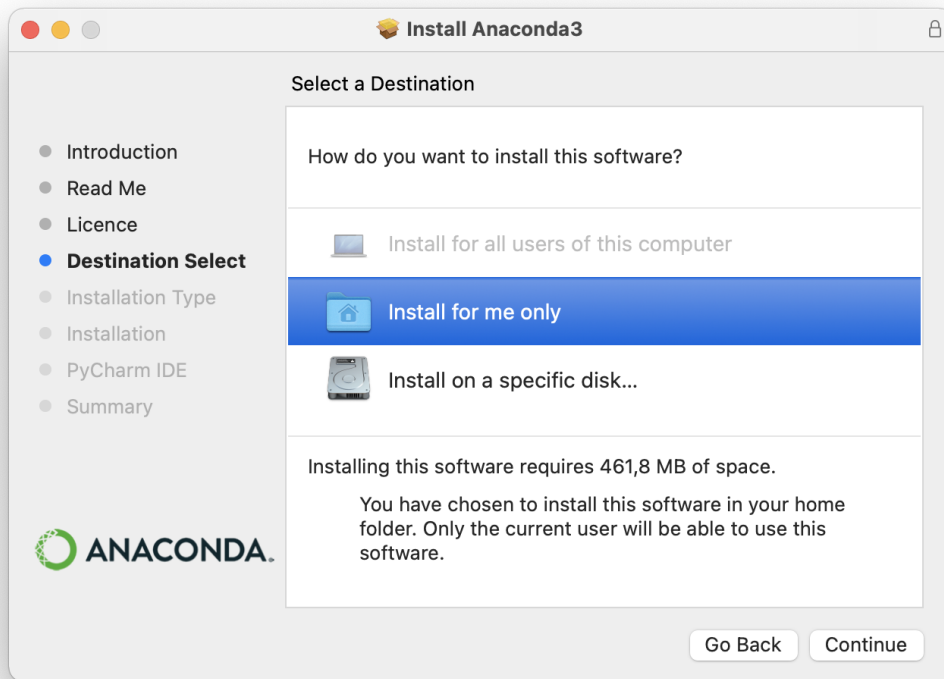 Install Anaconda3
Select a Destination
Introduction
Read Me
Licence
Destination Select
Installation Type
Installation
PyCharm IDE
Summary
ANACONDA.
How do you want to install this software?
Install for all users of this computer
Install for me only
Install on a specific disk...
Installing this software requires 461,8 MB of space.
You have chosen to install this software in your home
folder. Only the current user will be able to use this
software.
Go Back
Continue